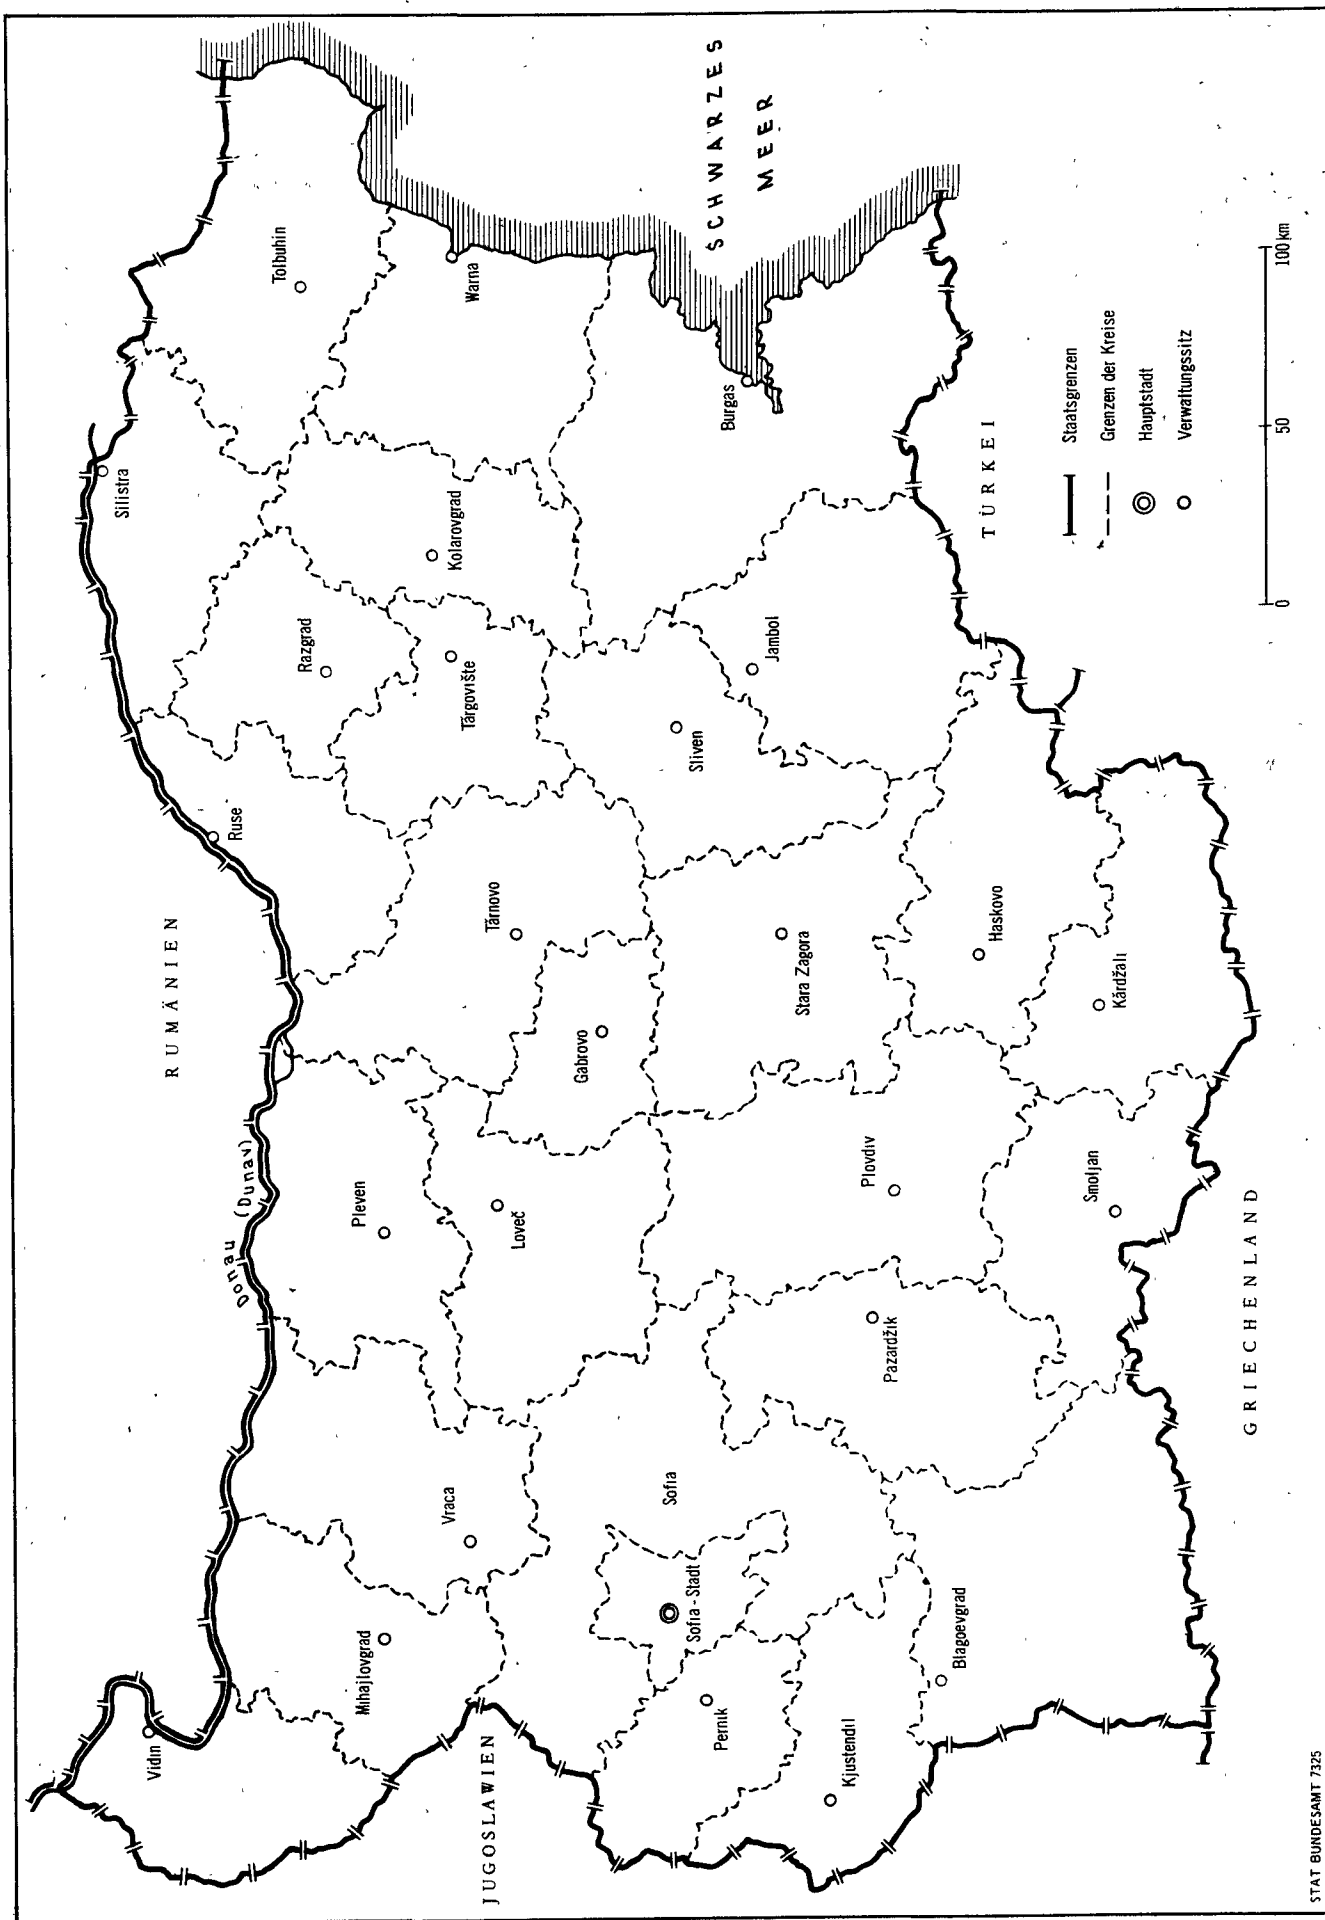 RUMÄNIEN
Donau (Dunav)
JUGOSLAWIEN
GRIECHENLAND
TÜRKEI
SCHWARZES
MEER
Vidin
Mihajlovgrad
Vraca
Pleven
Loveč
Gabrovo
Tărnovo
Ruse
Razgrad
Silistra
Tolbuhin
Warna
Kolarovgrad
Tărgovište
Sliven
Jambol
Burgas
Stara Zagora
Haskovo
Kărdžali
Smoljan
Plovdiv
Pazardžik
Sofia
Sofia - Stadt
Pernik
Kjustendil
Blagoevgrad
Staatsgrenzen
Grenzen der Kreise
Hauptstadt
Verwaltungssitz
0 50 100 km
STAT BUNDESAMT 7325